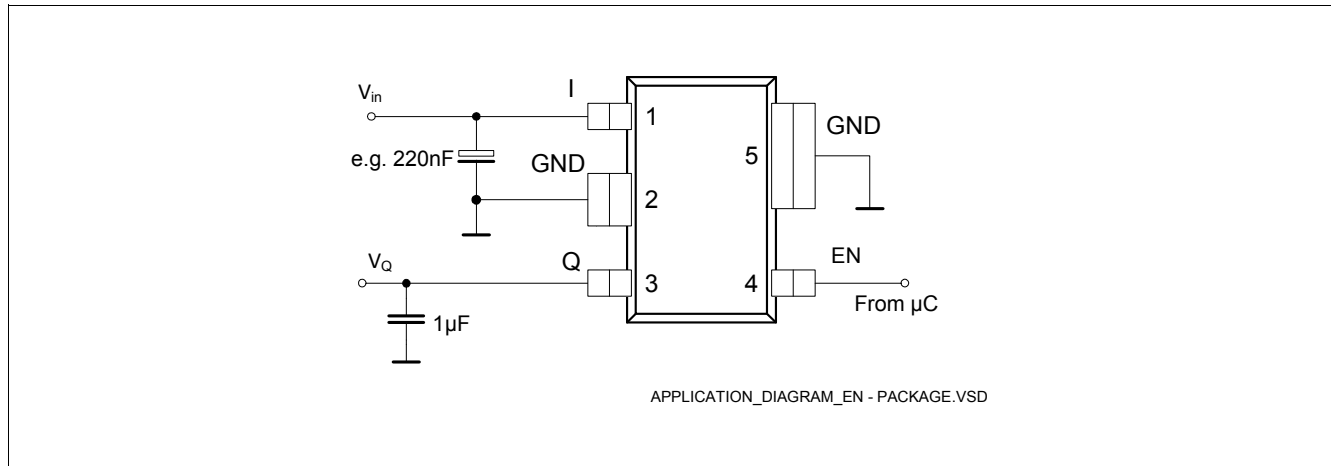 V_in
I
1
e.g. 220nF
GND
2
V_Q
Q
3
1µF
GND
5
EN
4
From µC
APPLICATION_DIAGRAM_EN - PACKAGE.VSD